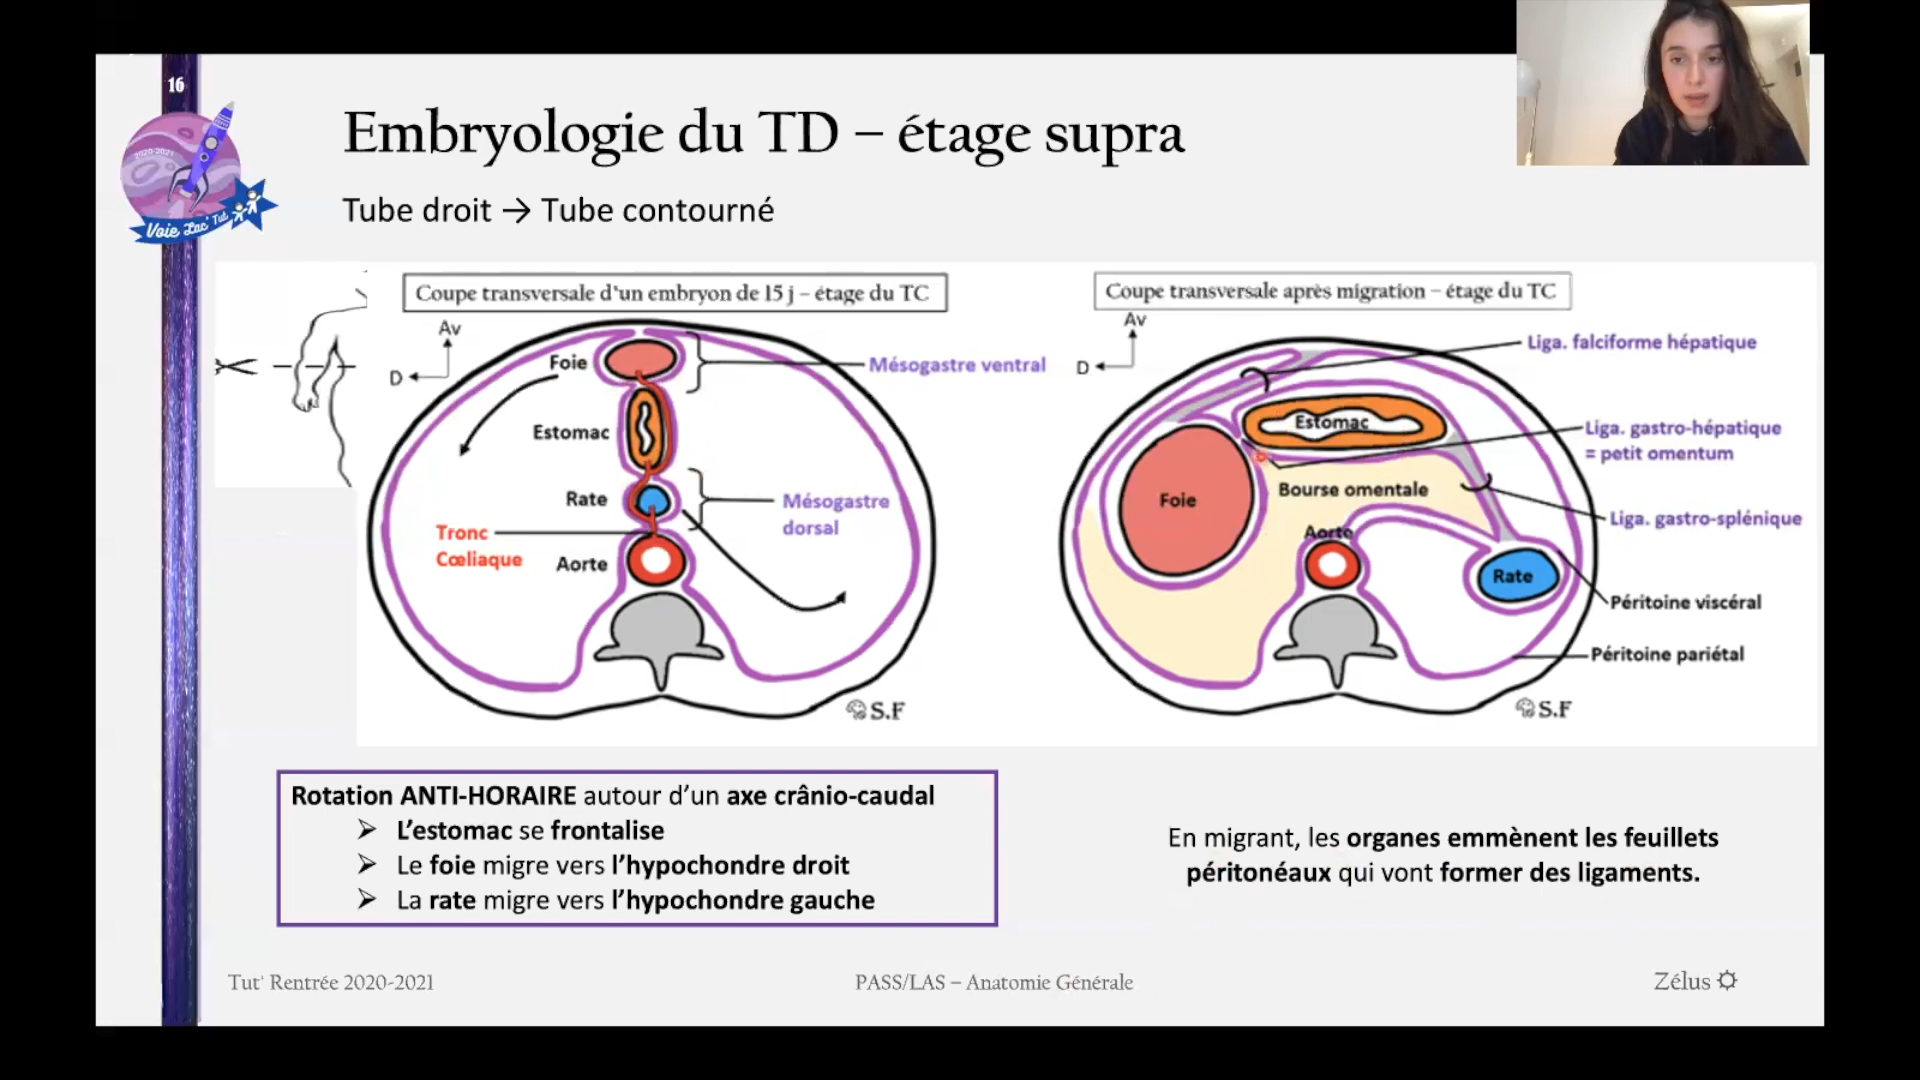 16
2020-2021
Voie Lac' Tut'
Embryologie du TD – étage supra
Tube droit → Tube contourné
Coupe transversale d'un embryon de 15 j – étage du TC
Av
D
Foie
Mésogastre ventral
Estomac
Rate
Mésogastre
dorsal
Tronc
Cœliaque
Aorte
S.F
Coupe transversale après migration – étage du TC
Av
D
Liga. falciforme hépatique
Estomac
Liga. gastro-hépatique
= petit omentum
Foie
Bourse omentale
Liga. gastro-splénique
Aorte
Rate
Péritoine viscéral
Péritoine pariétal
S.F
Rotation ANTI-HORAIRE autour d'un axe crânio-caudal
➢ L'estomac se frontalise
➢ Le foie migre vers l'hypochondre droit
➢ La rate migre vers l'hypochondre gauche
En migrant, les organes emmènent les feuillets
péritonéaux qui vont former des ligaments.
Tut' Rentrée 2020-2021
PASS/LAS – Anatomie Générale
Zélus